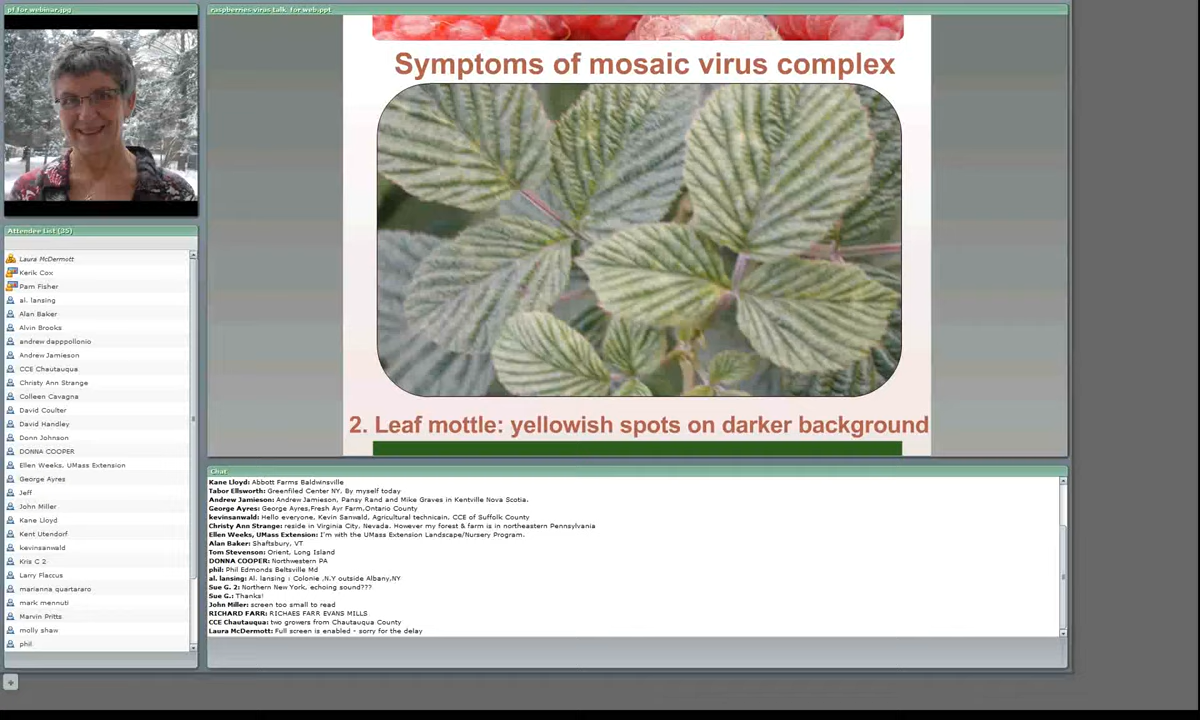 pf for webinar.jpg
Attendee List (35)
Laura McDermott
Kerik Cox
Pam Fisher
al. lansing
Alan Baker
Alvin Brooks
andrew dapppollonio
Andrew Jamieson
CCE Chautauqua
Christy Ann Strange
Colleen Cavagna
David Coulter
David Handley
Donn Johnson
DONNA COOPER
Ellen Weeks, UMass Extension
George Ayres
Jeff
John Miller
Kane Lloyd
Kent Utendorf
kevinsanwald
Kris C 2
Larry Flaccus
marianna quartararo
mark mennuti
Marvin Pritts
molly shaw
phil
raspberries virus talk for web.ppt
Symptoms of mosaic virus complex
2. Leaf mottle: yellowish spots on darker background
Chat
Kane Lloyd: Abbott Farms Baldwinsville
Tabor Ellsworth: Greenfiled Center NY, By myself today
Andrew Jamieson: Andrew Jamieson, Pansy Rand and Mike Graves in Kentville Nova Scotia.
George Ayres: George Ayres,Fresh Ayr Farm,Ontario County
kevinsanwald: Hello everyone, Kevin Sanwald, Agricultural technicain, CCE of Suffolk County
Christy Ann Strange: reside in Virginia City, Nevada. However my forest & farm is in northeastern Pennsylvania
Ellen Weeks, UMass Extension: I'm with the UMass Extension Landscape/Nursery Program.
Alan Baker: Shaftsbury, VT
Tom Stevenson: Orient, Long Island
DONNA COOPER: Northwestern PA
phil: Phil Edmonds Beltsville Md
al. lansing: Al. lansing : Colonie ,N.Y outside Albany,NY
Sue G. 2: Northern New York, echoing sound???
Sue G.: Thanks!
John Miller: screen too small to read
RICHARD FARR: RICHAES FARR EVANS MILLS
CCE Chautauqua: two growers from Chautauqua County
Laura McDermott: Full screen is enabled - sorry for the delay